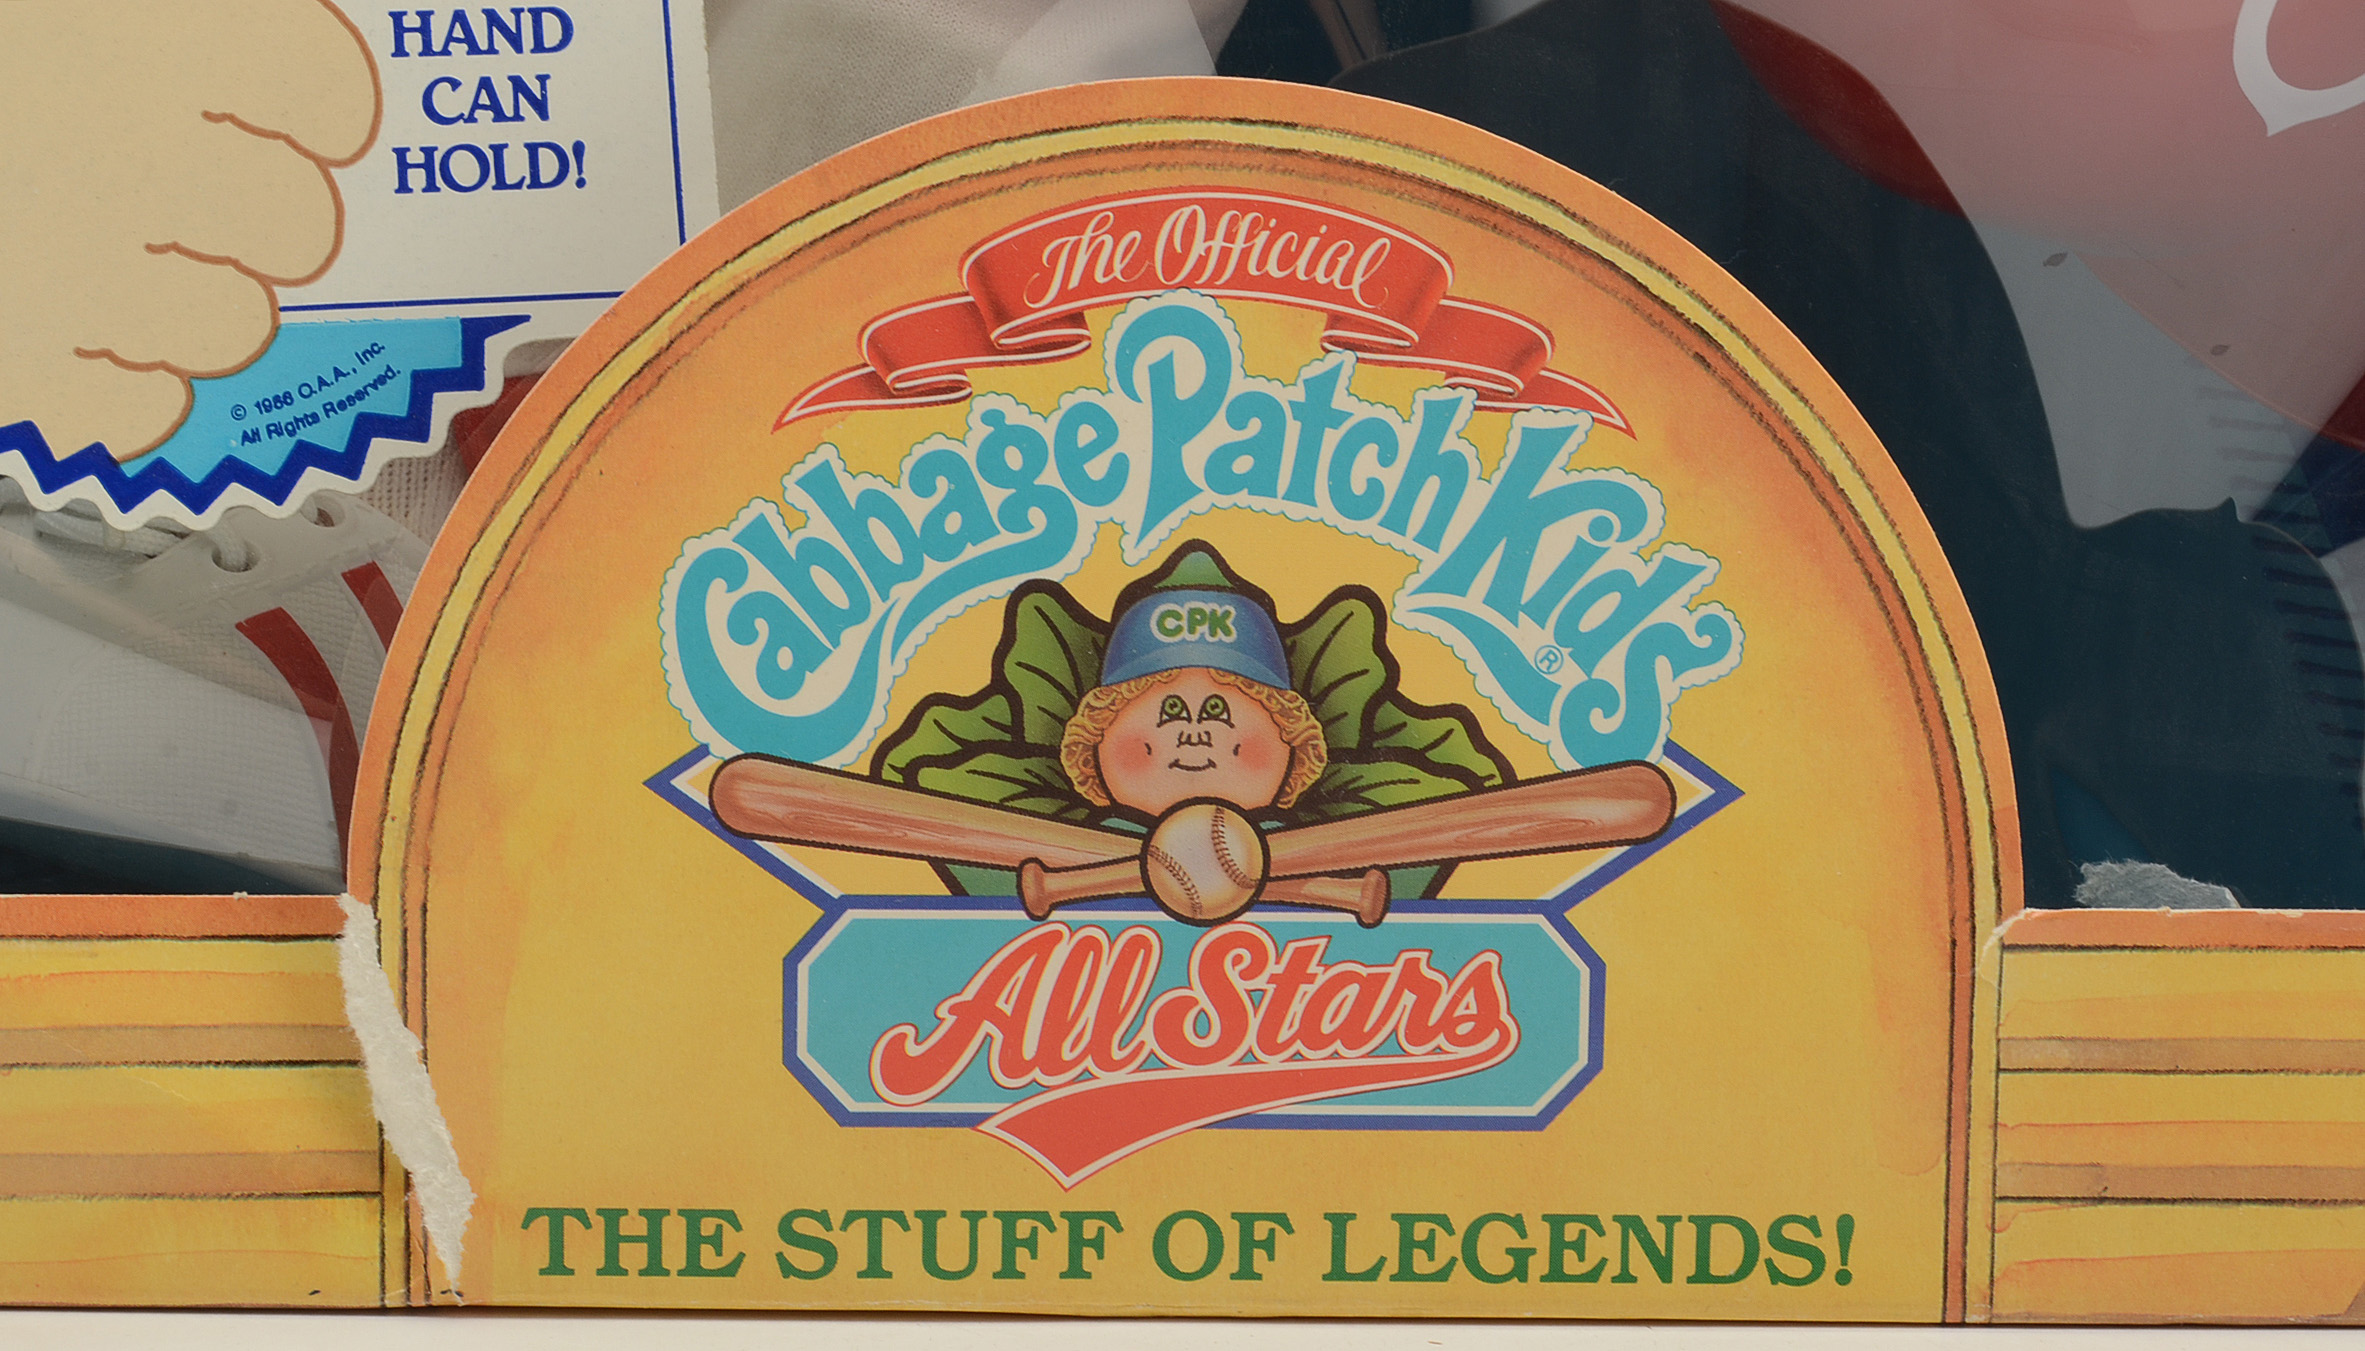 HAND
CAN
HOLD!
© 1986 O.A.A., Inc.
All Rights Reserved.
The Official
Cabbage Patch Kids®
CPK
All Stars
THE STUFF OF LEGENDS!